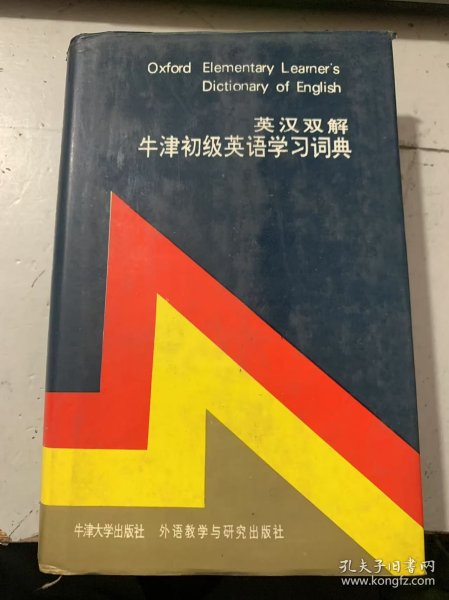 Oxford Elementary Learner's
Dictionary of English
英汉双解
牛津初级英语学习词典
牛津大学出版社 外语教学与研究出版社
孔夫子旧书网
www.kongfz.com